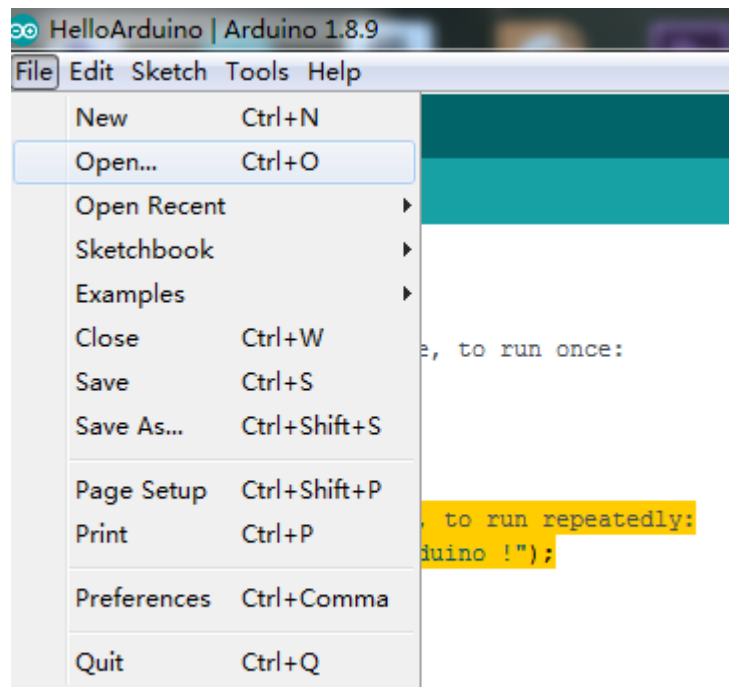 HelloArduino | Arduino 1.8.9
File Edit Sketch Tools Help
New Ctrl+N
Open... Ctrl+O
Open Recent
Sketchbook
Examples
Close Ctrl+W
Save Ctrl+S
Save As... Ctrl+Shift+S
Page Setup Ctrl+Shift+P
Print Ctrl+P
Preferences Ctrl+Comma
Quit Ctrl+Q
, to run once:
, to run repeatedly:
duino !");